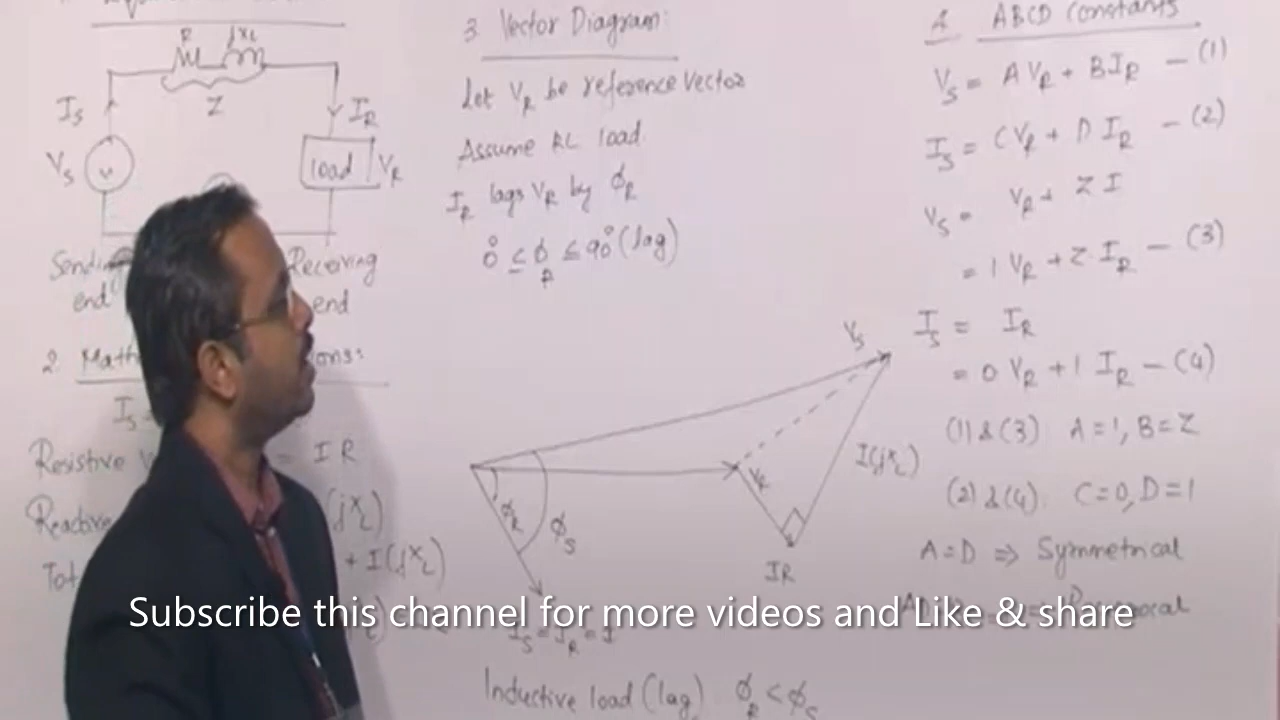 R jxL
Z
IS
IR
VS
V
load
VR
Sending
end
Receiving
end
2.
ons:
I
Resistive
= IR
Reactive
(jxL)
+ I(jxL)
3. Vector Diagram:
Let VR be reference vector
Assume RL load.
IR lags VR by ϕR
0° ≤ ϕR ≤ 90° (lag)
VS
VR
I(jxL)
ϕR
ϕS
IR
IS = IR = I
Inductive load (lag) ϕR < ϕS
4. ABCD constants
VS = A VR + B IR — (1)
IS = C VR + D IR — (2)
VS = VR + Z I
= 1 VR + Z IR — (3)
IS = IR
= 0 VR + 1 IR — (4)
(1) & (3) A = 1, B = Z
(2) & (4). C = 0, D = 1
A = D ⇒ Symmetrical
Subscribe this channel for more videos and Like & share